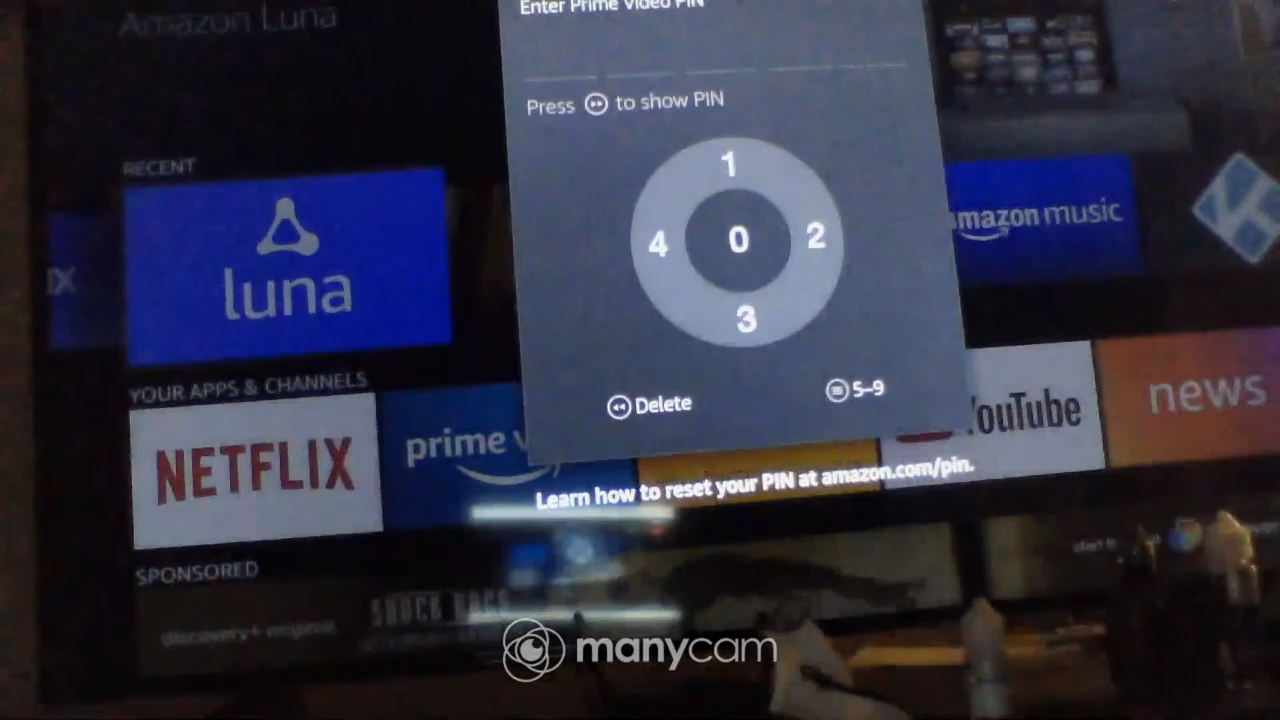 Amazon Luna
Enter Prime Video PIN
Press to show PIN
1
4 0 2
3
Delete
5-9
RECENT
X
luna
amazon music
YOUR APPS & CHANNELS
NETFLIX
prime v
YouTube
news
Learn how to reset your PIN at amazon.com/pin.
SPONSORED
discovery+ original
manycam